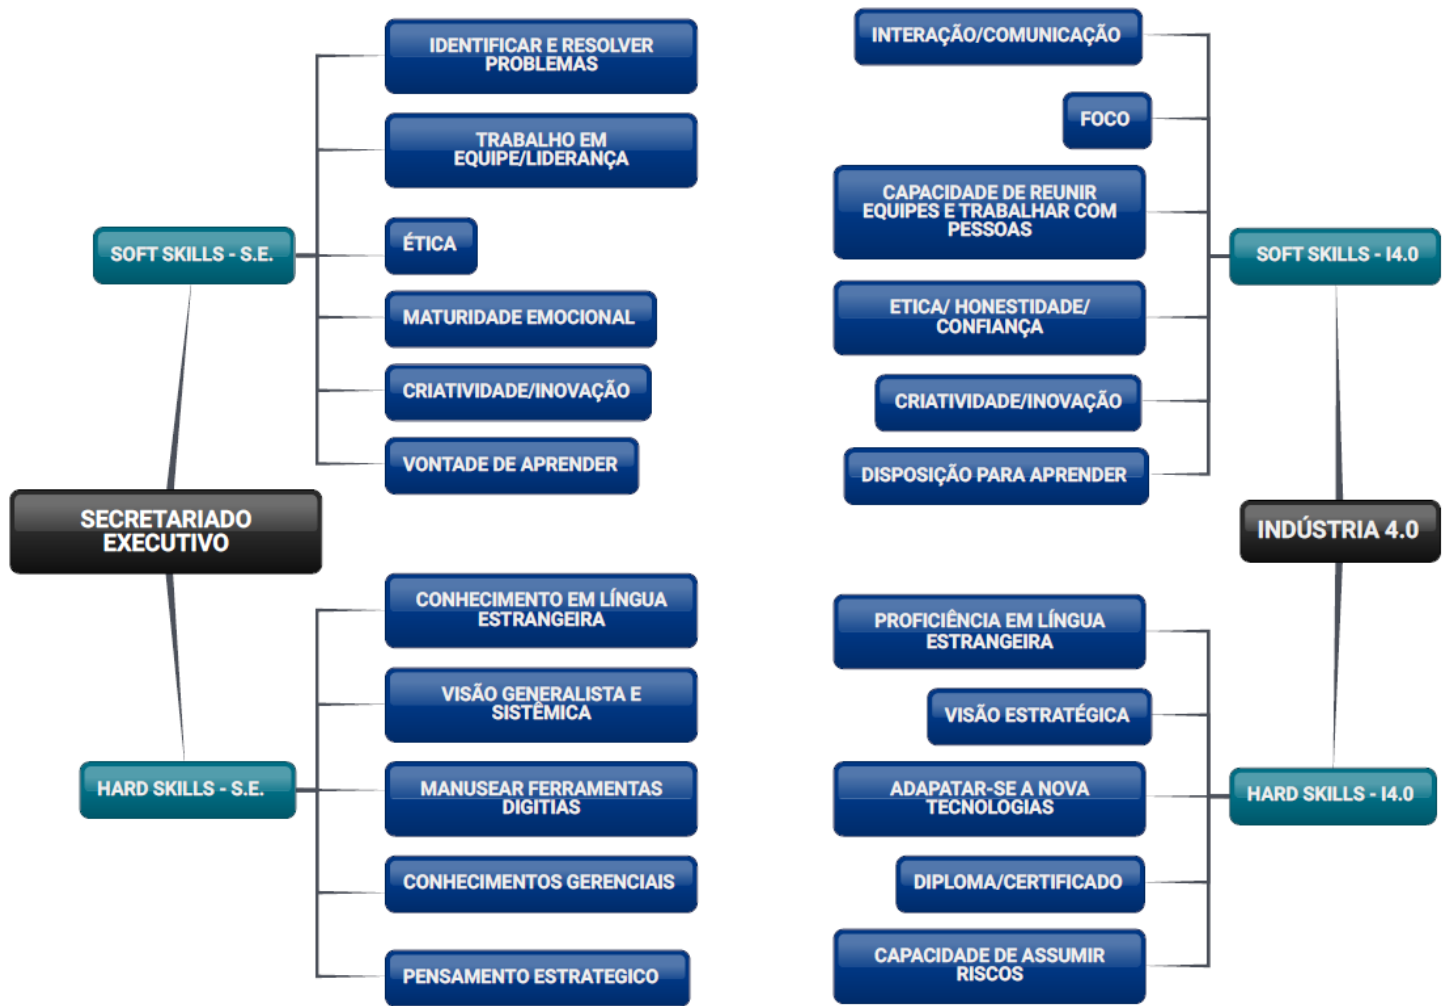 SECRETARIADO
EXECUTIVO
SOFT SKILLS - S.E.
IDENTIFICAR E RESOLVER
PROBLEMAS
TRABALHO EM
EQUIPE/LIDERANÇA
ÉTICA
MATURIDADE EMOCIONAL
CRIATIVIDADE/INOVAÇÃO
VONTADE DE APRENDER
HARD SKILLS - S.E.
CONHECIMENTO EM LÍNGUA
ESTRANGEIRA
VISÃO GENERALISTA E
SISTÊMICA
MANUSEAR FERRAMENTAS
DIGITIAS
CONHECIMENTOS GERENCIAIS
PENSAMENTO ESTRATEGICO
INDÚSTRIA 4.0
SOFT SKILLS - I4.0
INTERAÇÃO/COMUNICAÇÃO
FOCO
CAPACIDADE DE REUNIR
EQUIPES E TRABALHAR COM
PESSOAS
ETICA/ HONESTIDADE/
CONFIANÇA
CRIATIVIDADE/INOVAÇÃO
DISPOSIÇÃO PARA APRENDER
HARD SKILLS - I4.0
PROFICIÊNCIA EM LÍNGUA
ESTRANGEIRA
VISÃO ESTRATÉGICA
ADAPATAR-SE A NOVA
TECNOLOGIAS
DIPLOMA/CERTIFICADO
CAPACIDADE DE ASSUMIR
RISCOS